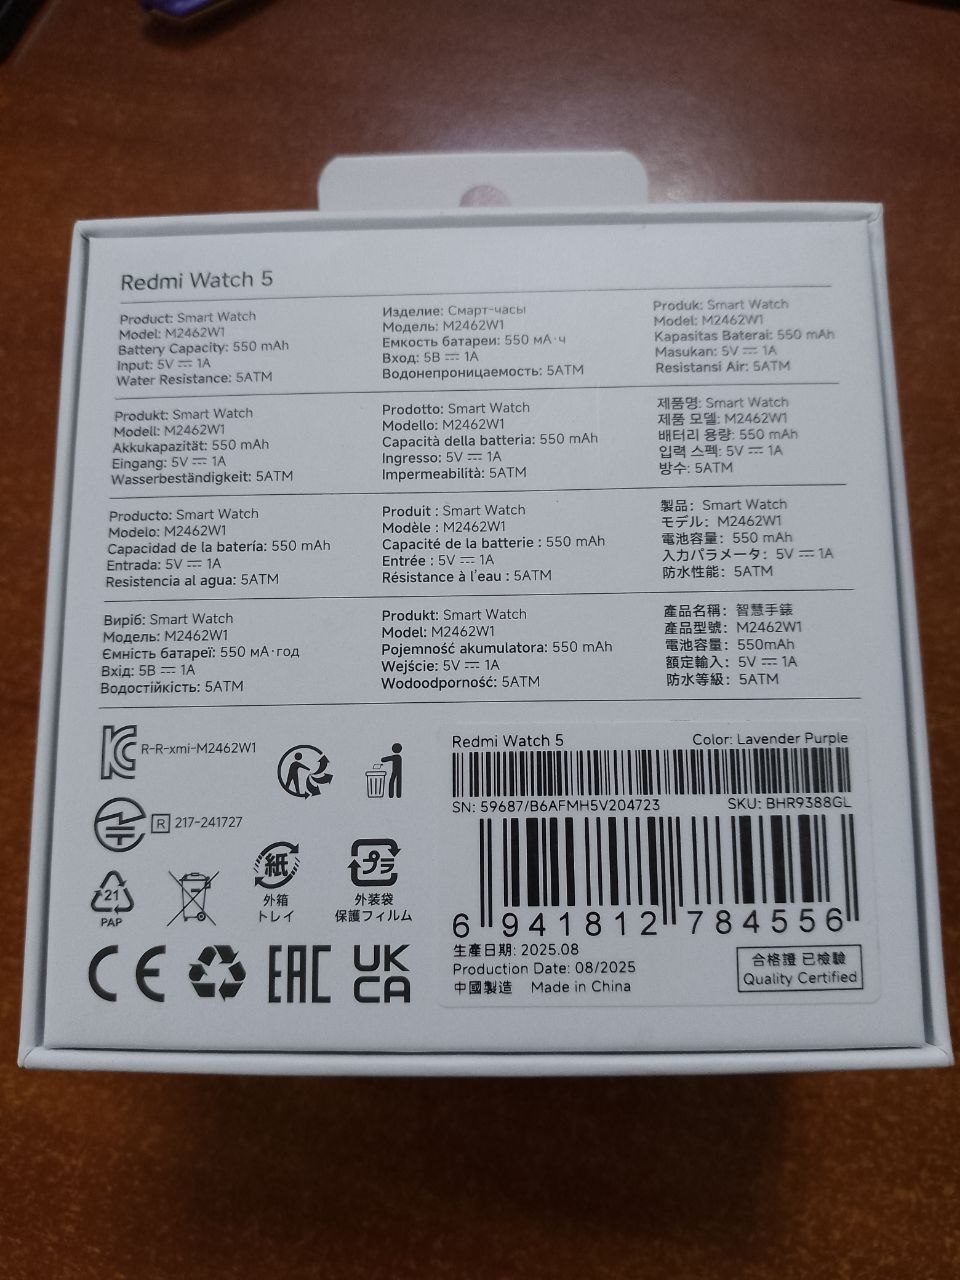 Redmi Watch 5
Product: Smart Watch
Model: M2462W1
Battery Capacity: 550 mAh
Input: 5V ⎓ 1A
Water Resistance: 5ATM
Изделие: Смарт-часы
Модель: M2462W1
Емкость батареи: 550 мА·ч
Вход: 5В ⎓ 1А
Водонепроницаемость: 5ATM
Produk: Smart Watch
Model: M2462W1
Kapasitas Baterai: 550 mAh
Masukan: 5V ⎓ 1A
Resistansi Air: 5ATM
Produkt: Smart Watch
Modell: M2462W1
Akkukapazität: 550 mAh
Eingang: 5V ⎓ 1A
Wasserbeständigkeit: 5ATM
Prodotto: Smart Watch
Modello: M2462W1
Capacità della batteria: 550 mAh
Ingresso: 5V ⎓ 1A
Impermeabilità: 5ATM
제품명: Smart Watch
제품 모델: M2462W1
배터리 용량: 550 mAh
입력 스펙: 5V ⎓ 1A
방수: 5ATM
Producto: Smart Watch
Modelo: M2462W1
Capacidad de la batería: 550 mAh
Entrada: 5V ⎓ 1A
Resistencia al agua: 5ATM
Produit : Smart Watch
Modèle : M2462W1
Capacité de la batterie : 550 mAh
Entrée : 5V ⎓ 1A
Résistance à l'eau : 5ATM
製品：Smart Watch
モデル：M2462W1
電池容量：550 mAh
入力パラメータ：5V ⎓ 1A
防水性能：5ATM
Виріб: Smart Watch
Модель: M2462W1
Ємність батареї: 550 мА·год
Вхід: 5В ⎓ 1А
Водостійкість: 5ATM
Produkt: Smart Watch
Model: M2462W1
Pojemność akumulatora: 550 mAh
Wejście: 5V ⎓ 1A
Wodoodporność: 5ATM
產品名稱：智慧手錶
產品型號：M2462W1
電池容量：550mAh
額定輸入：5V ⎓ 1A
防水等級：5ATM
R-R-xmi-M2462W1
R 217-241727
21
PAP
紙
外箱
トレイ
プラ
外装袋
保護フィルム
CE
EAC
UK
CA
Redmi Watch 5 Color: Lavender Purple
SN: 59687/B6AFMH5V204723 SKU: BHR9388GL
6 941812 784556
生產日期: 2025.08
Production Date: 08/2025
中國製造 Made in China
合格證 已檢驗
Quality Certified